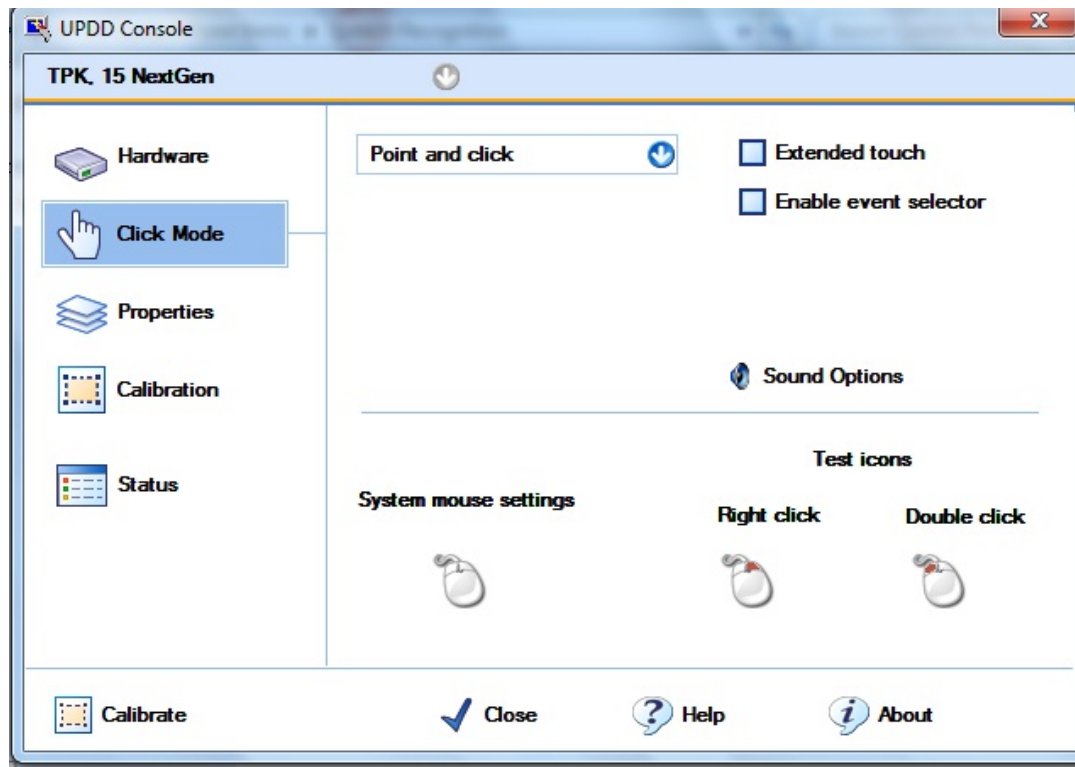 UPDD Console
TPK, 15 NextGen
Hardware
Click Mode
Properties
Calibration
Status
Point and click
Extended touch
Enable event selector
Sound Options
System mouse settings
Test icons
Right click
Double click
Calibrate
Close
Help
About